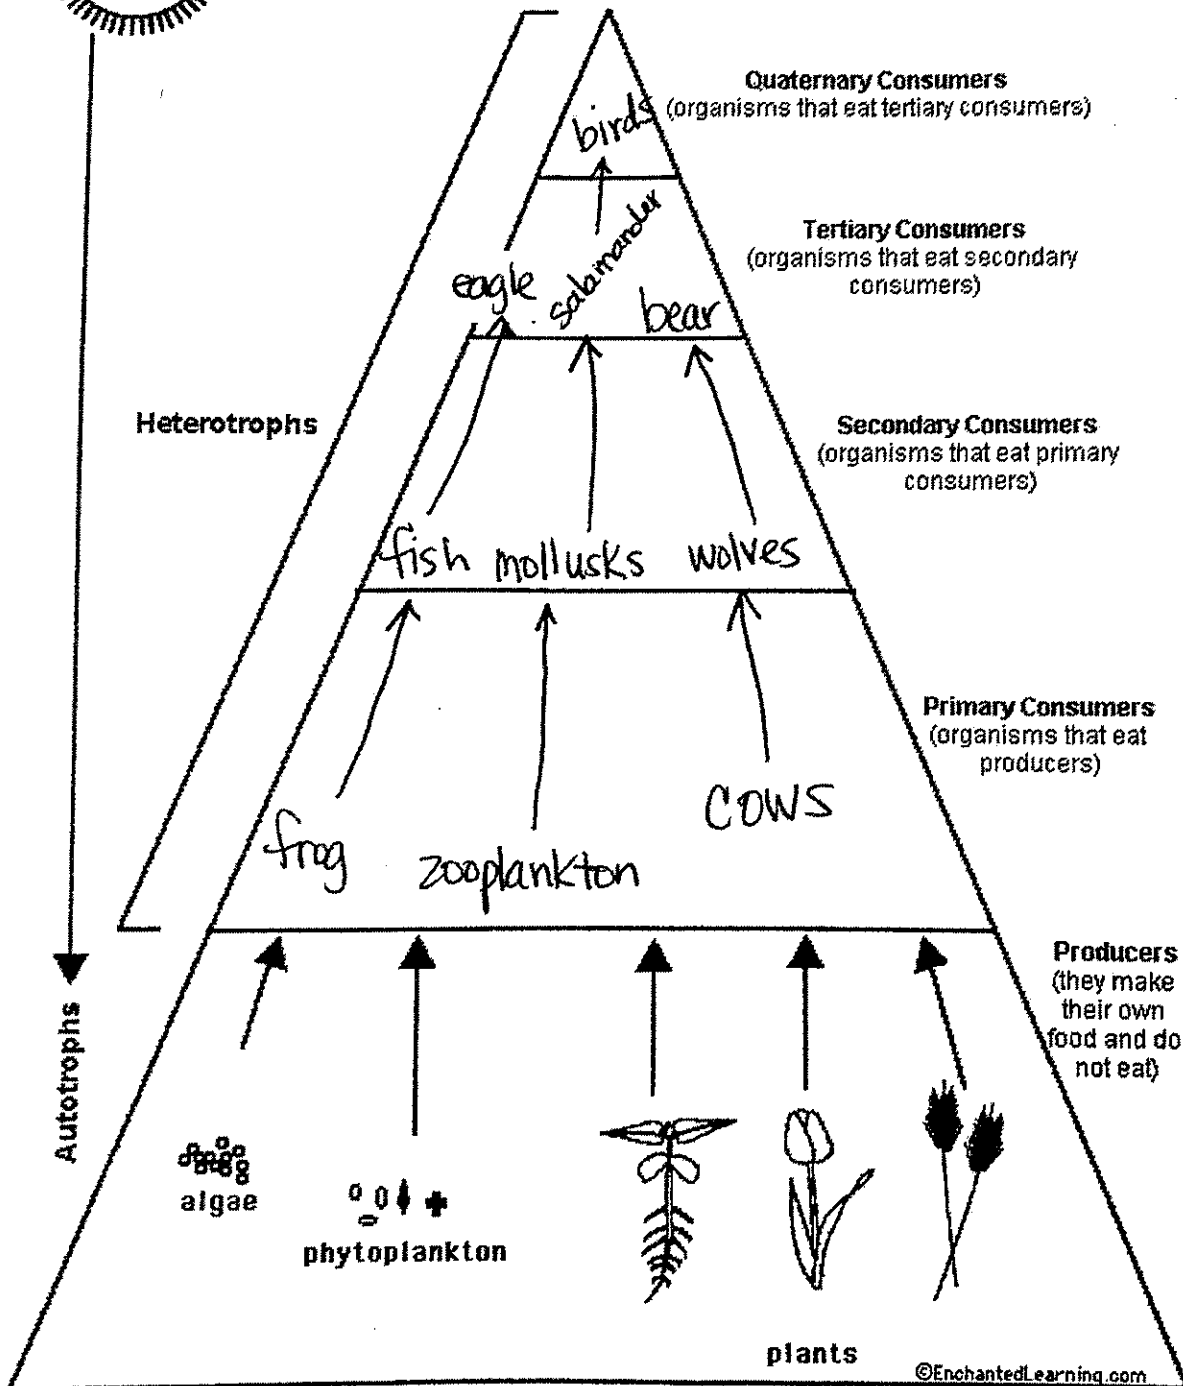 Quaternary Consumers
(organisms that eat tertiary consumers)
birds
Tertiary Consumers
(organisms that eat secondary
consumers)
eagle
salamander
bear
Heterotrophs
Secondary Consumers
(organisms that eat primary
consumers)
fish mollusks wolves
Primary Consumers
(organisms that eat
producers)
cows
frog
zooplankton
Producers
(they make
their own
food and do
not eat)
Autotrophs
algae
phytoplankton
plants
©EnchantedLearning.com